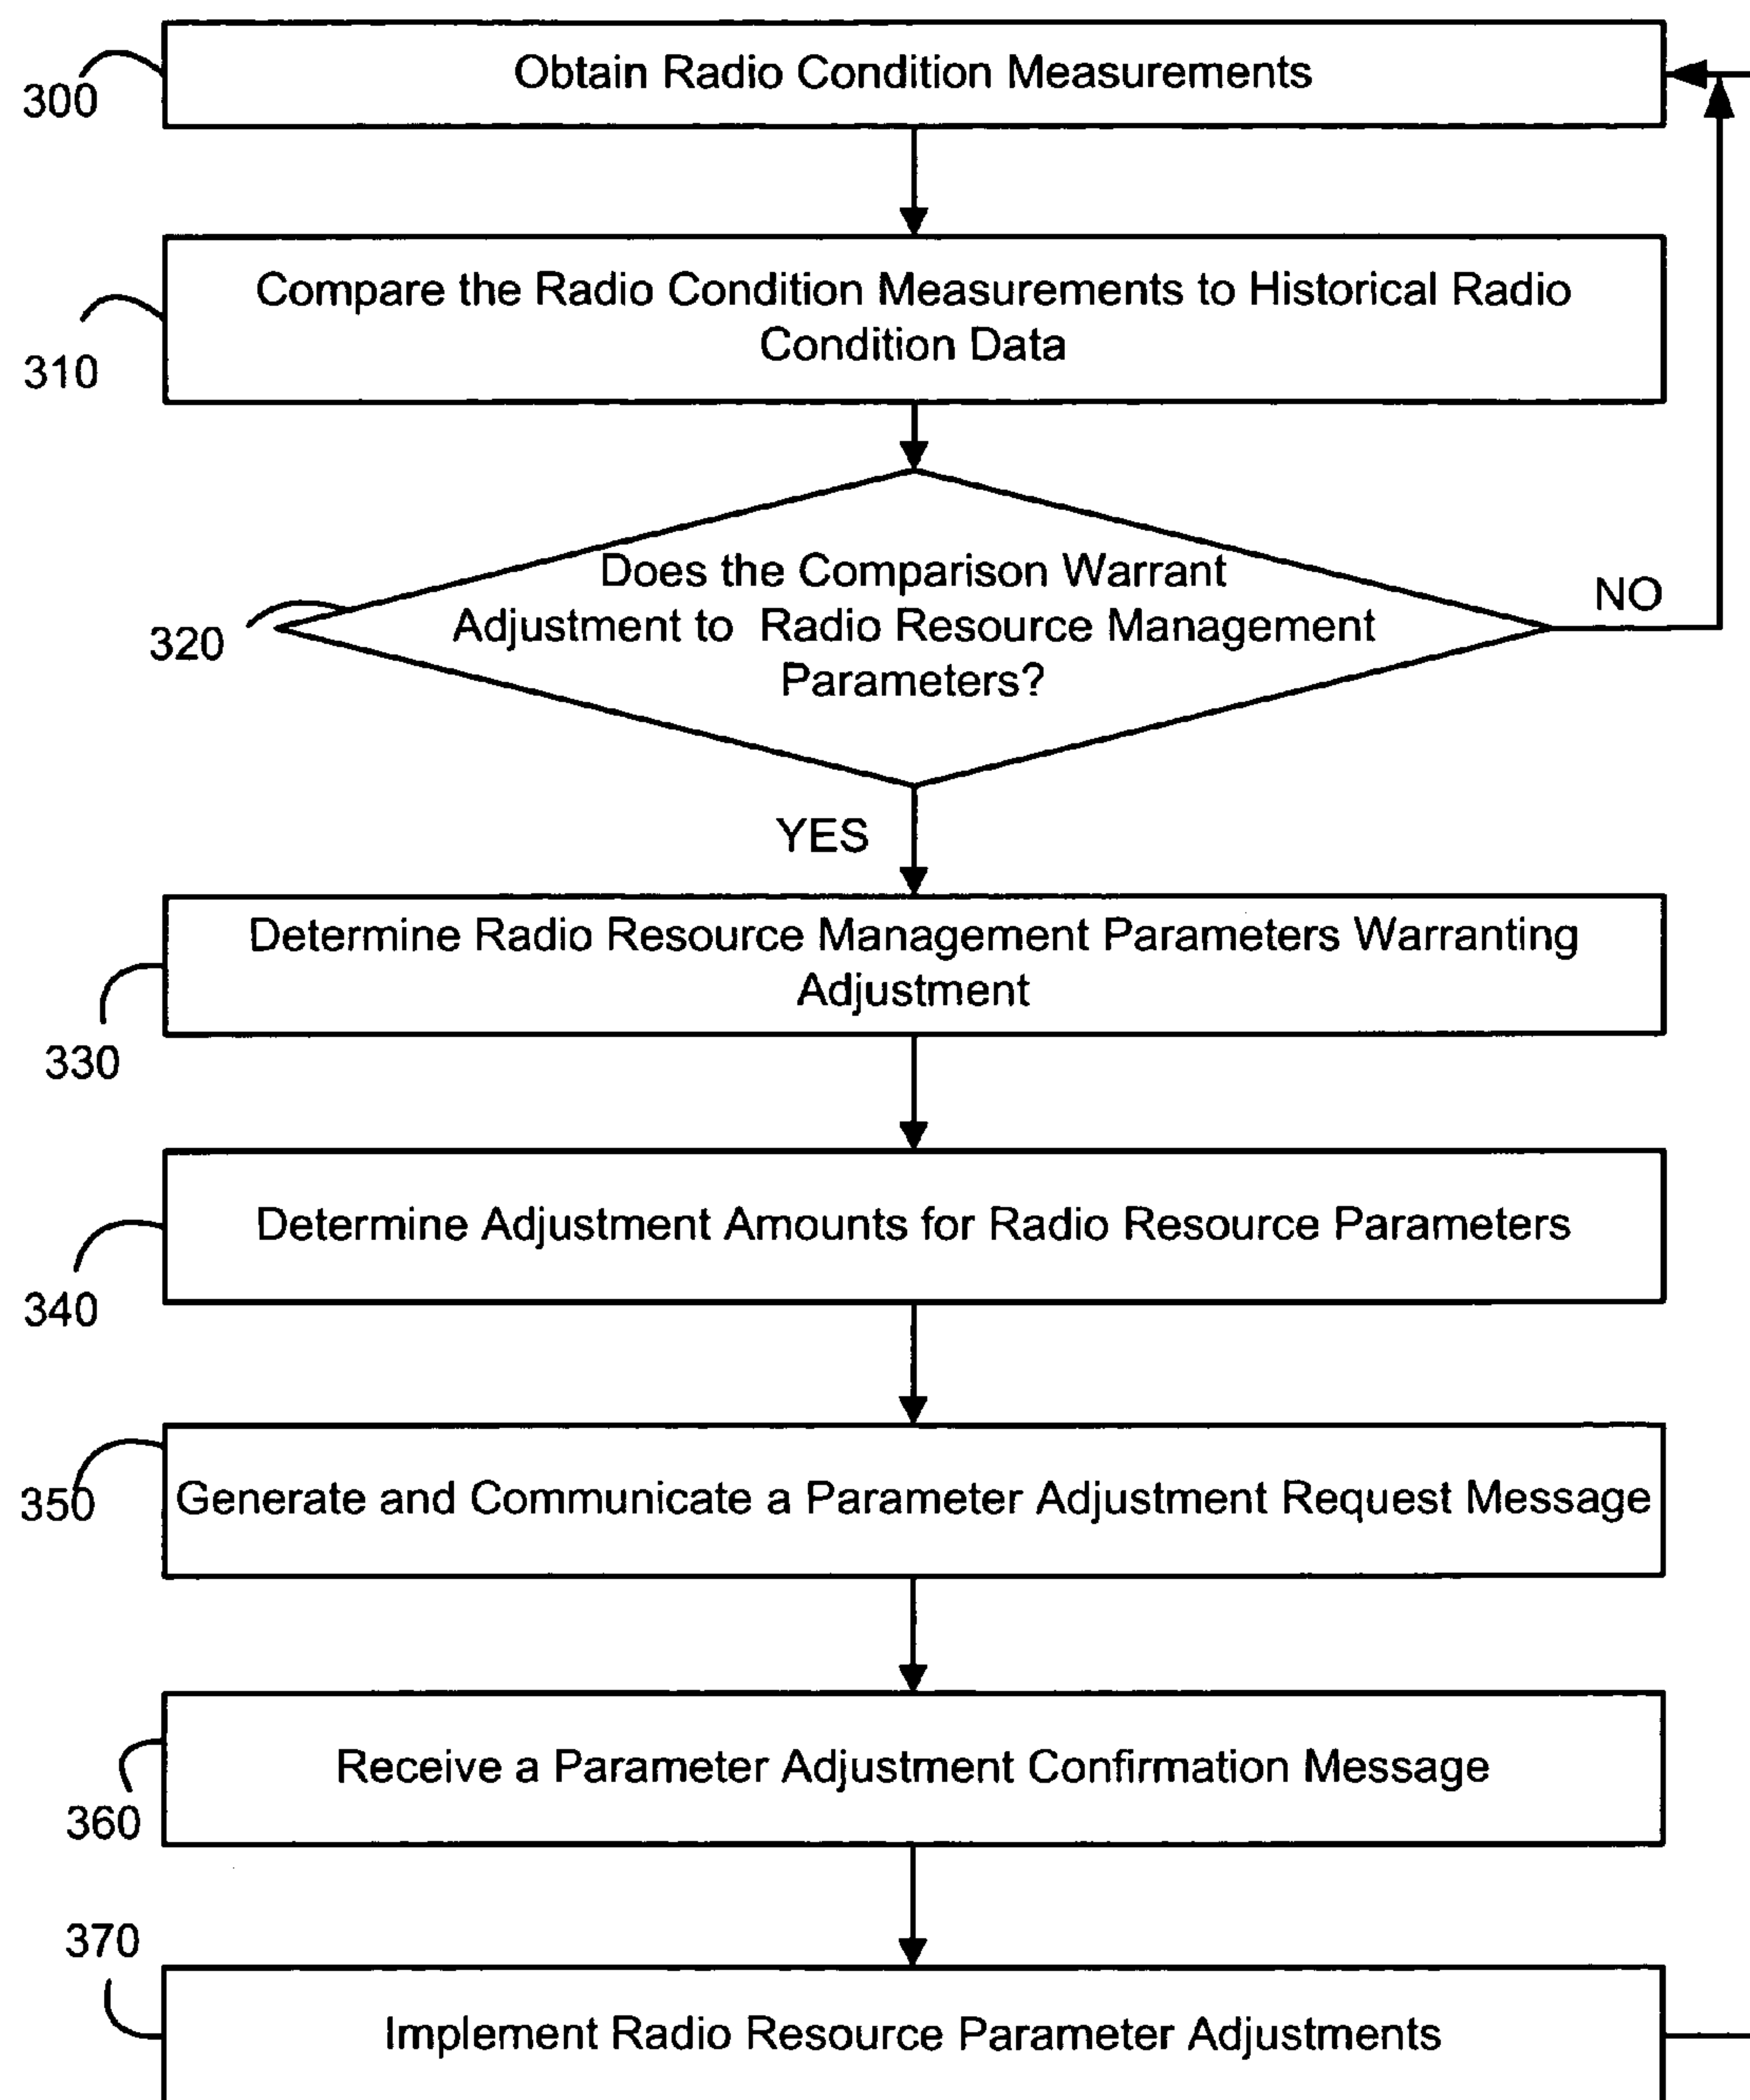 300
Obtain Radio Condition Measurements
310
Compare the Radio Condition Measurements to Historical Radio
Condition Data
320
Does the Comparison Warrant
Adjustment to Radio Resource Management
Parameters?
NO
YES
330
Determine Radio Resource Management Parameters Warranting
Adjustment
340
Determine Adjustment Amounts for Radio Resource Parameters
350
Generate and Communicate a Parameter Adjustment Request Message
360
Receive a Parameter Adjustment Confirmation Message
370
Implement Radio Resource Parameter Adjustments